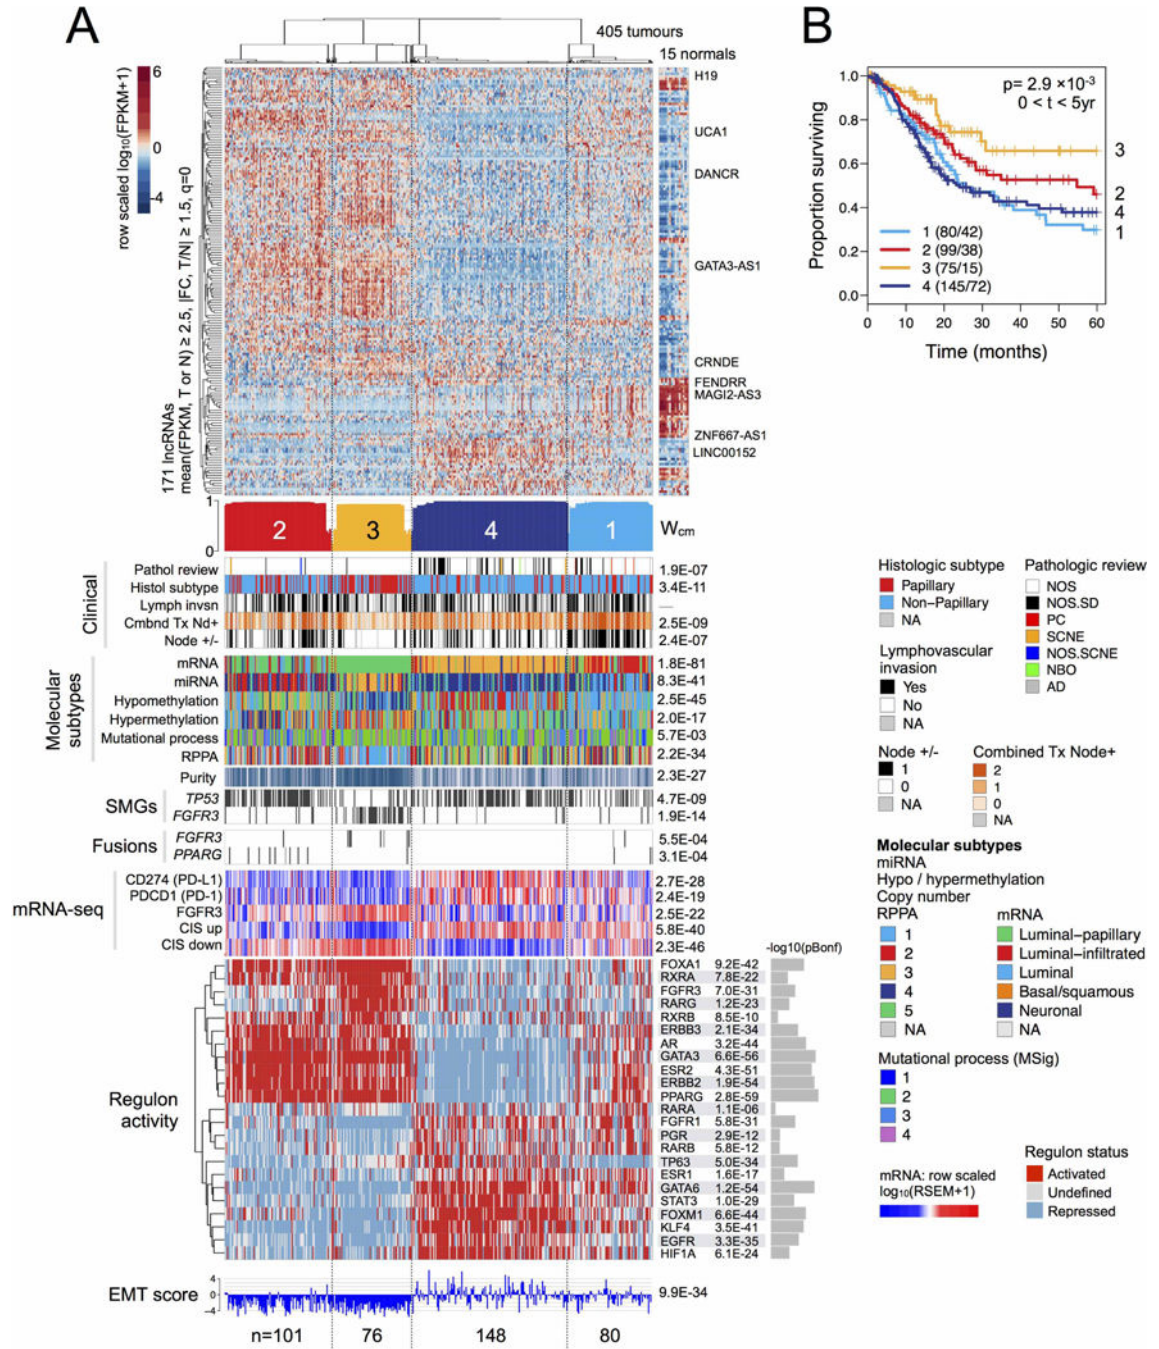 A
405 tumours
15 normals
row scaled log₁₀(FPKM+1)
6
0
-4
171 lncRNAs
mean(FPKM, T or N) ≥ 2.5, |FC, T/N| ≥ 1.5, q=0
H19
UCA1
DANCR
GATA3-AS1
CRNDE
FENDRR
MAGI2-AS3
ZNF667-AS1
LINC00152
1
0
2
3
4
1
Wcm
Clinical
Pathol review 1.9E-07
Histol subtype 3.4E-11
Lymph invsn —
Cmbnd Tx Nd+ 2.5E-09
Node +/- 2.4E-07
Molecular
subtypes
mRNA 1.8E-81
miRNA 8.3E-41
Hypomethylation 2.5E-45
Hypermethylation 2.0E-17
Mutational process 5.7E-03
RPPA 2.2E-34
Purity 2.3E-27
SMGs
TP53 4.7E-09
FGFR3 1.9E-14
Fusions
FGFR3 5.5E-04
PPARG 3.1E-04
mRNA-seq
CD274 (PD-L1) 2.7E-28
PDCD1 (PD-1) 2.4E-19
FGFR3 2.5E-22
CIS up 5.8E-40
CIS down 2.3E-46
-log10(pBonf)
Regulon
activity
FOXA1 9.2E-42
RXRA 7.8E-22
FGFR3 7.0E-31
RARG 1.2E-23
RXRB 8.5E-10
ERBB3 2.1E-34
AR 3.2E-44
GATA3 6.6E-56
ESR2 4.3E-51
ERBB2 1.9E-54
PPARG 2.8E-59
RARA 1.1E-06
FGFR1 5.8E-31
PGR 2.9E-12
RARB 5.8E-12
TP63 5.0E-34
ESR1 1.6E-17
GATA6 1.2E-54
STAT3 1.0E-29
FOXM1 6.6E-44
KLF4 3.5E-41
EGFR 3.3E-35
HIF1A 6.1E-24
EMT score
4
0
−4
9.9E-34
n=101 76 148 80
B
Proportion surviving
1.0
0.8
0.6
0.4
0.2
0.0
p= 2.9 ×10⁻³
0 < t < 5yr
3
2
4
1
1 (80/42)
2 (99/38)
3 (75/15)
4 (145/72)
0 10 20 30 40 50 60
Time (months)
Histologic subtype
Papillary
Non−Papillary
NA
Lymphovascular
invasion
Yes
No
NA
Pathologic review
NOS
NOS.SD
PC
SCNE
NOS.SCNE
NBO
AD
Node +/-
1
0
NA
Combined Tx Node+
2
1
0
NA
Molecular subtypes
miRNA
Hypo / hypermethylation
Copy number
RPPA
1
2
3
4
5
NA
mRNA
Luminal−papillary
Luminal−infiltrated
Luminal
Basal/squamous
Neuronal
NA
Mutational process (MSig)
1
2
3
4
mRNA: row scaled
log₁₀(RSEM+1)
Regulon status
Activated
Undefined
Repressed